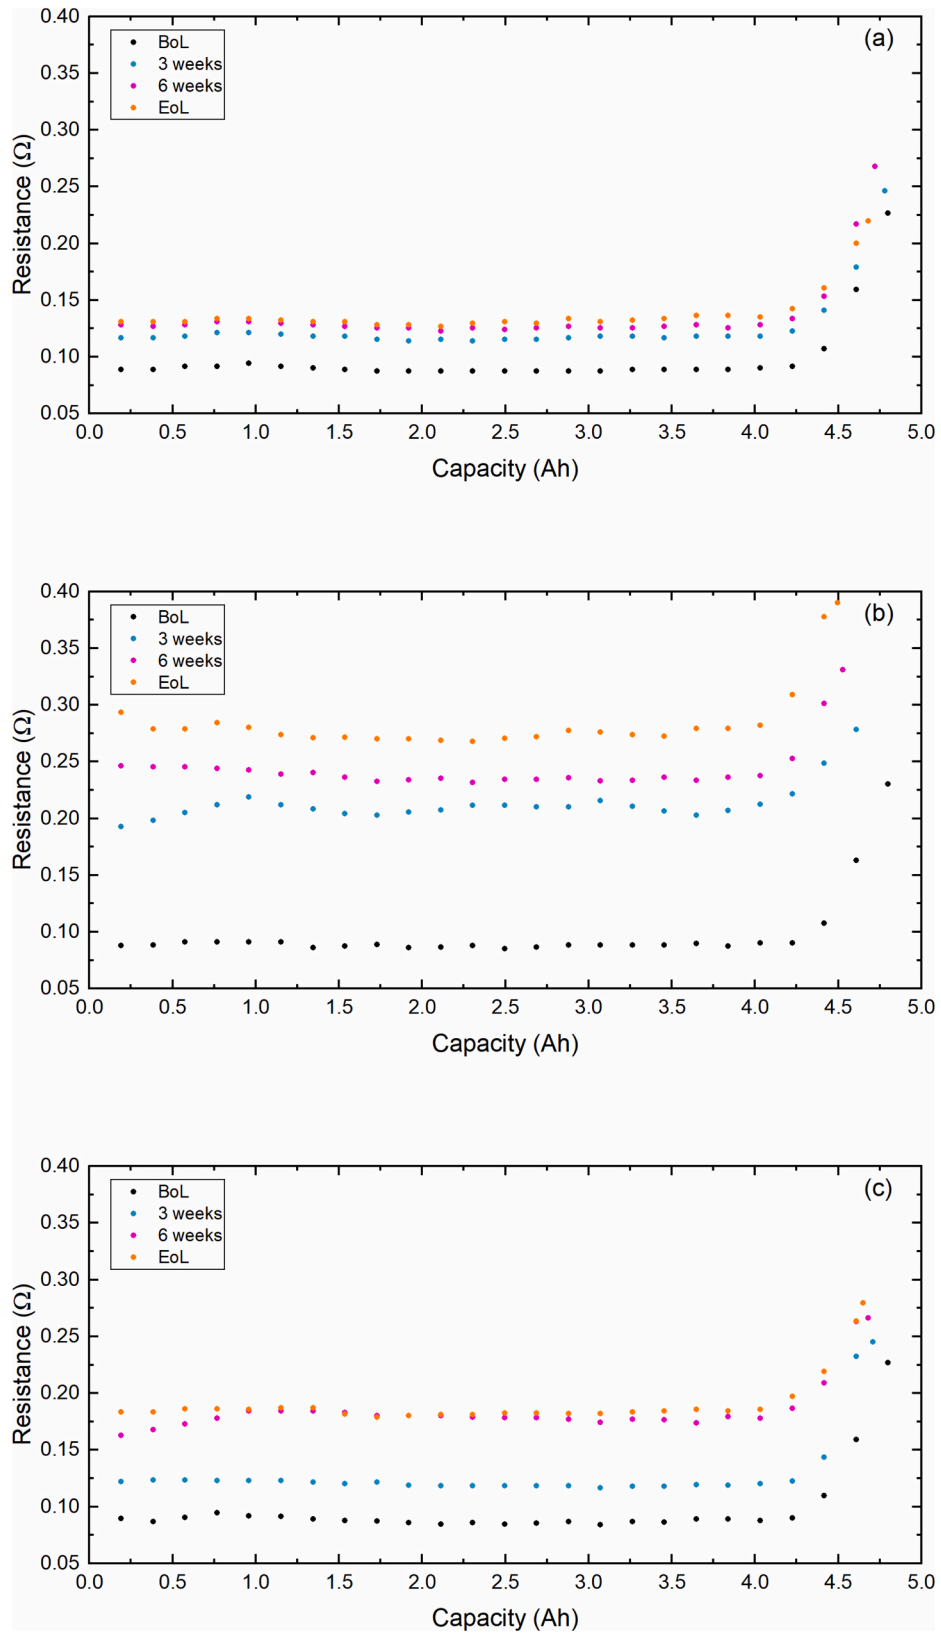 (a)
BoL
3 weeks
6 weeks
EoL
0.40
0.35
0.30
0.25
0.20
0.15
0.10
0.05
Resistance (Ω)
0.0 0.5 1.0 1.5 2.0 2.5 3.0 3.5 4.0 4.5 5.0
Capacity (Ah)
(b)
BoL
3 weeks
6 weeks
EoL
0.40
0.35
0.30
0.25
0.20
0.15
0.10
0.05
Resistance (Ω)
0.0 0.5 1.0 1.5 2.0 2.5 3.0 3.5 4.0 4.5 5.0
Capacity (Ah)
(c)
BoL
3 weeks
6 weeks
EoL
0.40
0.35
0.30
0.25
0.20
0.15
0.10
0.05
Resistance (Ω)
0.0 0.5 1.0 1.5 2.0 2.5 3.0 3.5 4.0 4.5 5.0
Capacity (Ah)